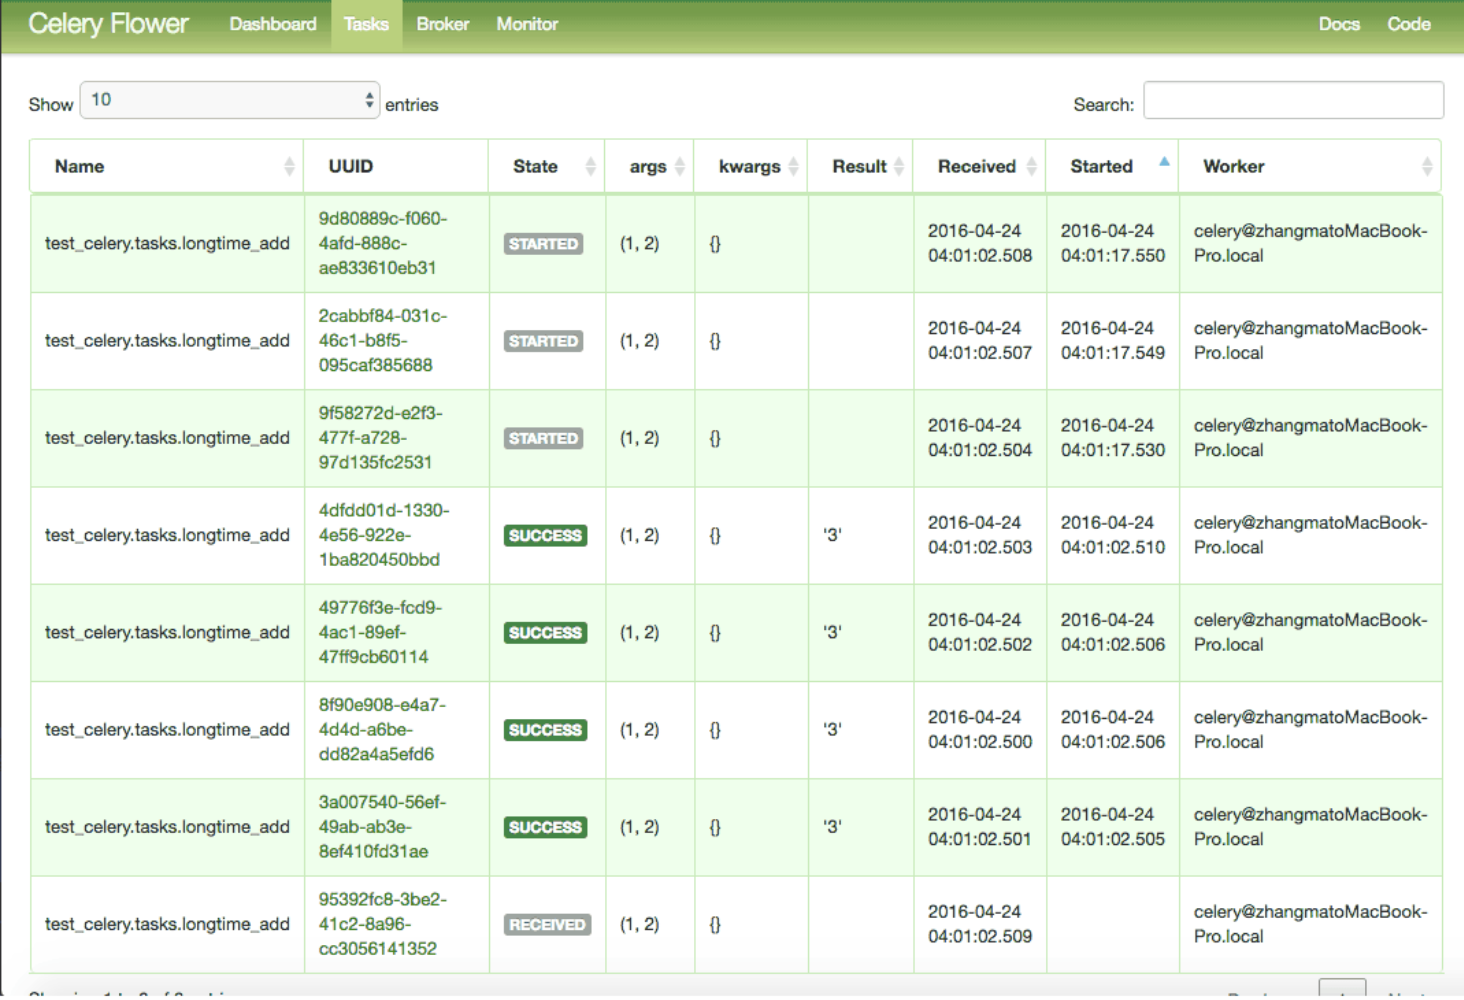 Celery Flower Dashboard Tasks Broker Monitor Docs Code
Show 10 entries Search:
Name UUID State args kwargs Result Received Started Worker
test_celery.tasks.longtime_add 9d80889c-f060-4afd-888c-ae833610eb31 STARTED (1, 2) {} 2016-04-24 04:01:02.508 2016-04-24 04:01:17.550 celery@zhangmatoMacBook-Pro.local
test_celery.tasks.longtime_add 2cabbf84-031c-46c1-b8f5-095caf385688 STARTED (1, 2) {} 2016-04-24 04:01:02.507 2016-04-24 04:01:17.549 celery@zhangmatoMacBook-Pro.local
test_celery.tasks.longtime_add 9f58272d-e2f3-477f-a728-97d135fc2531 STARTED (1, 2) {} 2016-04-24 04:01:02.504 2016-04-24 04:01:17.530 celery@zhangmatoMacBook-Pro.local
test_celery.tasks.longtime_add 4dfdd01d-1330-4e56-922e-1ba820450bbd SUCCESS (1, 2) {} '3' 2016-04-24 04:01:02.503 2016-04-24 04:01:02.510 celery@zhangmatoMacBook-Pro.local
test_celery.tasks.longtime_add 49776f3e-fcd9-4ac1-89ef-47ff9cb60114 SUCCESS (1, 2) {} '3' 2016-04-24 04:01:02.502 2016-04-24 04:01:02.506 celery@zhangmatoMacBook-Pro.local
test_celery.tasks.longtime_add 8f90e908-e4a7-4d4d-a6be-dd82a4a5efd6 SUCCESS (1, 2) {} '3' 2016-04-24 04:01:02.500 2016-04-24 04:01:02.506 celery@zhangmatoMacBook-Pro.local
test_celery.tasks.longtime_add 3a007540-56ef-49ab-ab3e-8ef410fd31ae SUCCESS (1, 2) {} '3' 2016-04-24 04:01:02.501 2016-04-24 04:01:02.505 celery@zhangmatoMacBook-Pro.local
test_celery.tasks.longtime_add 95392fc8-3be2-41c2-8a96-cc3056141352 RECEIVED (1, 2) {} 2016-04-24 04:01:02.509 celery@zhangmatoMacBook-Pro.local